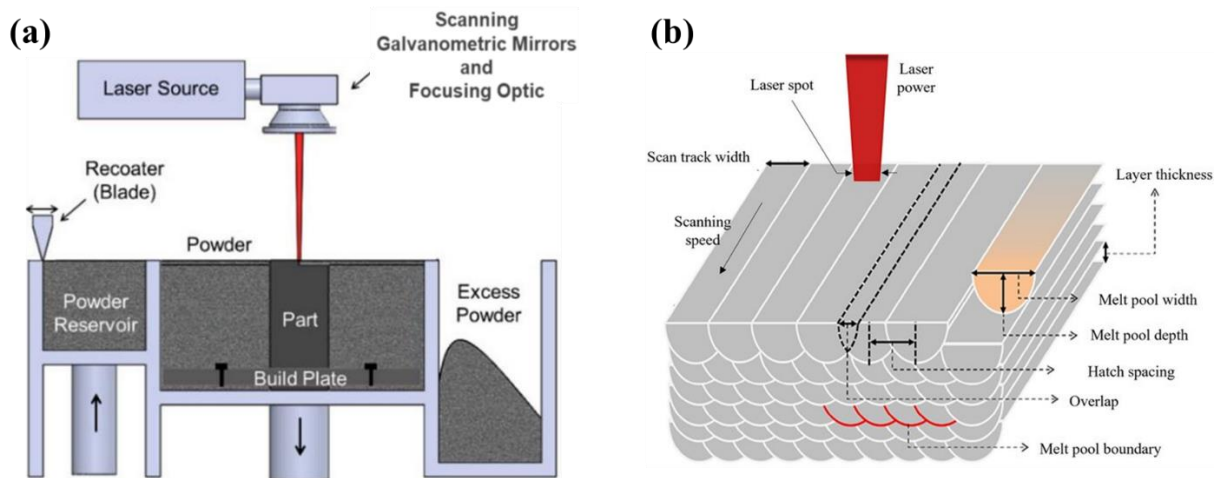 (a)
Scanning
Galvanometric Mirrors
and
Focusing Optic
Laser Source
Recoater
(Blade)
Powder
Powder
Reservoir
Part
Build Plate
Excess
Powder
(b)
Laser spot
Laser
power
Scan track width
Scanhing
speed
Layer thickness
Melt pool width
Melt pool depth
Hatch spacing
Overlap
Melt pool boundary